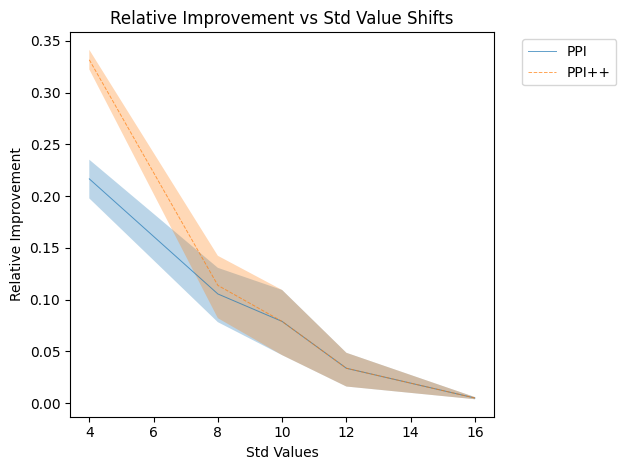 Relative Improvement vs Std Value Shifts
PPI
PPI++
Relative Improvement
0.35
0.30
0.25
0.20
0.15
0.10
0.05
0.00
4 6 8 10 12 14 16
Std Values